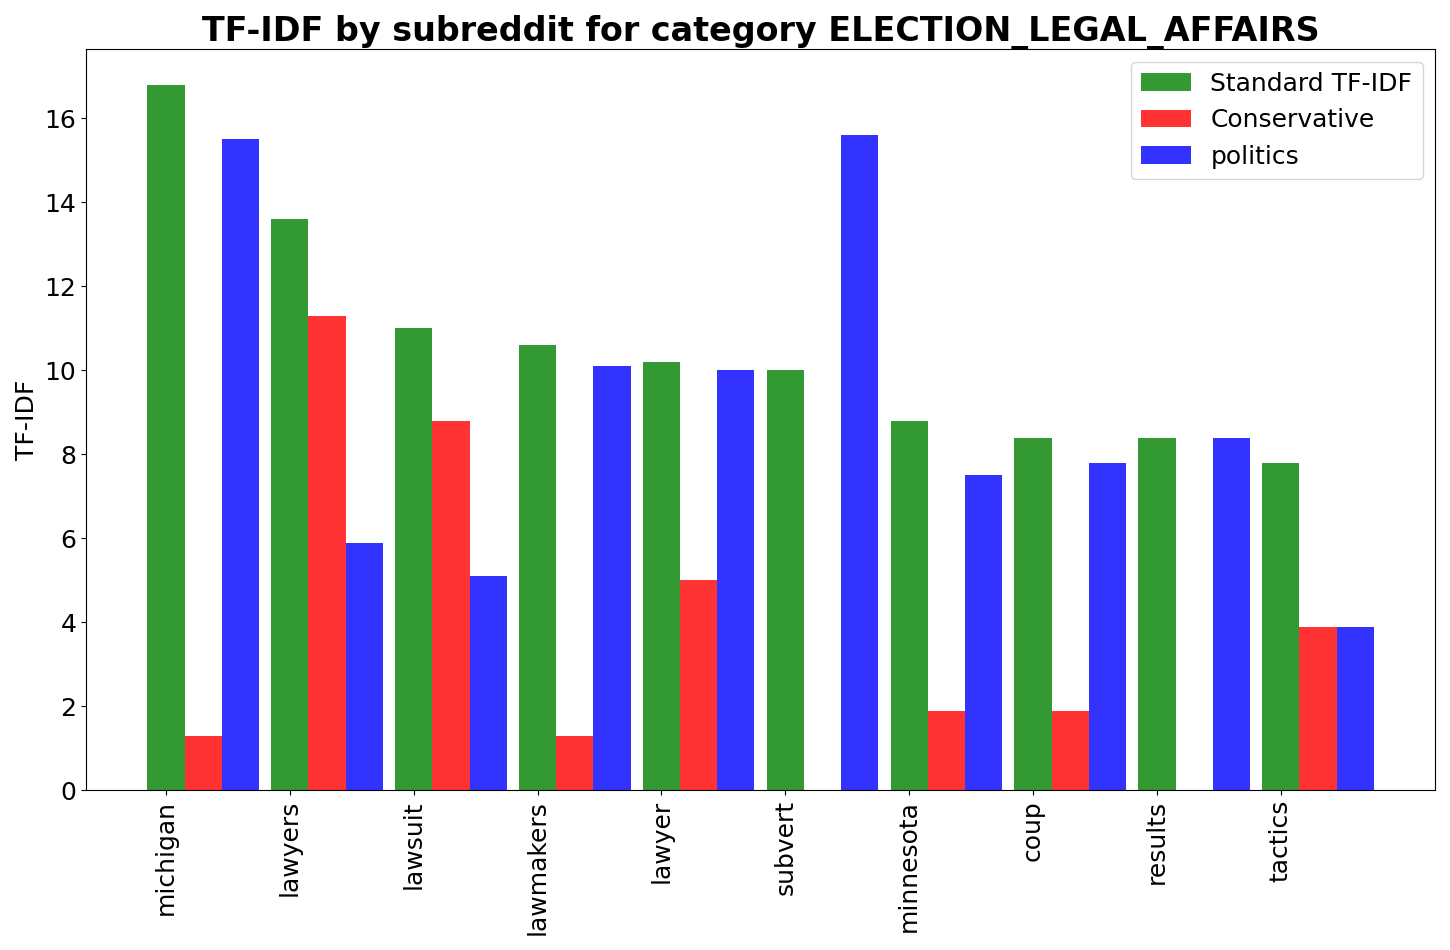 TF-IDF by subreddit for category ELECTION_LEGAL_AFFAIRS
Standard TF-IDF
Conservative
politics
TF-IDF
16
14
12
10
8
6
4
2
0
michigan
lawyers
lawsuit
lawmakers
lawyer
subvert
minnesota
coup
results
tactics